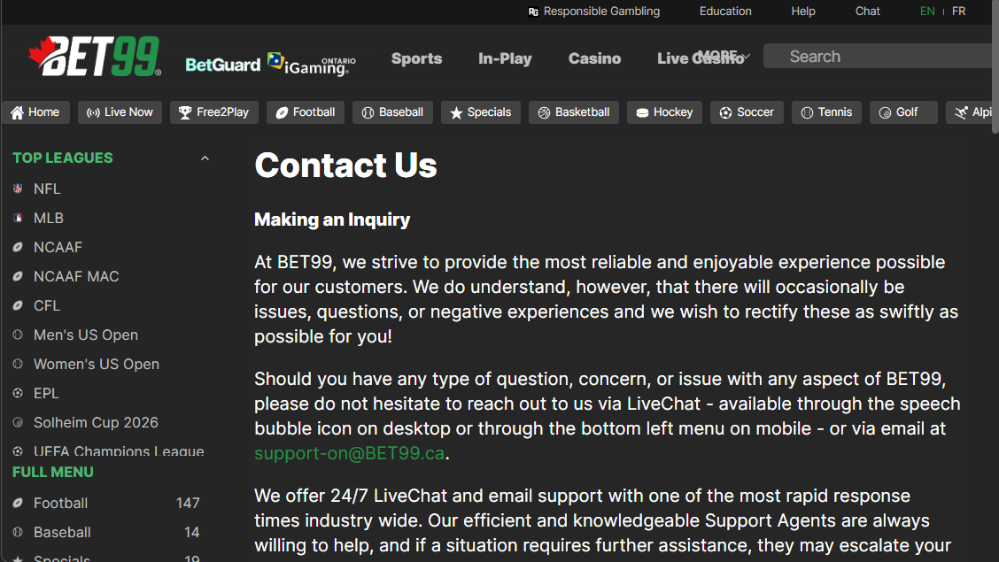 RG Responsible Gambling Education Help Chat EN | FR
BET99®
BetGuard
iGaming ONTARIO
Sports In-Play Casino Live Casino MORE Search
Home Live Now Free2Play Football Baseball Specials Basketball Hockey Soccer Tennis Golf Alpi
TOP LEAGUES
NFL
MLB
NCAAF
NCAAF MAC
CFL
Men's US Open
Women's US Open
EPL
Solheim Cup 2026
UEFA Champions League
FULL MENU
Football 147
Baseball 14
Specials 19
Contact Us
Making an Inquiry
At BET99, we strive to provide the most reliable and enjoyable experience possible
for our customers. We do understand, however, that there will occasionally be
issues, questions, or negative experiences and we wish to rectify these as swiftly as
possible for you!
Should you have any type of question, concern, or issue with any aspect of BET99,
please do not hesitate to reach out to us via LiveChat - available through the speech
bubble icon on desktop or through the bottom left menu on mobile - or via email at
support-on@BET99.ca.
We offer 24/7 LiveChat and email support with one of the most rapid response
times industry wide. Our efficient and knowledgeable Support Agents are always
willing to help, and if a situation requires further assistance, they may escalate your